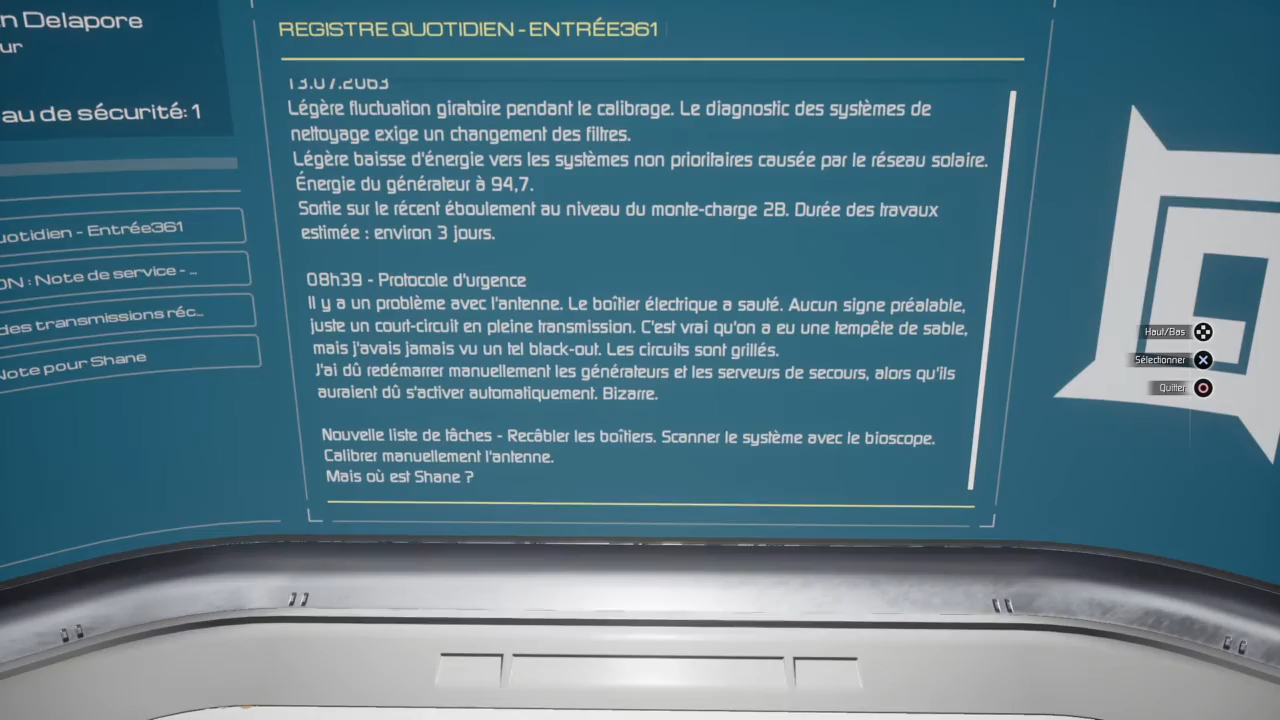 n Delapore
ur
au de sécurité: 1
uotidien - Entrée361
ON : Note de service - ...
des transmissions réc...
Note pour Shane
REGISTRE QUOTIDIEN - ENTRÉE361
13.07.2063
Légère fluctuation giratoire pendant le calibrage. Le diagnostic des systèmes de
nettoyage exige un changement des filtres.
Légère baisse d'énergie vers les systèmes non prioritaires causée par le réseau solaire.
Énergie du générateur à 94,7.
Sortie sur le récent éboulement au niveau du monte-charge 2B. Durée des travaux
estimée : environ 3 jours.
08h39 - Protocole d'urgence
Il y a un problème avec l'antenne. Le boîtier électrique a sauté. Aucun signe préalable,
juste un court-circuit en pleine transmission. C'est vrai qu'on a eu une tempête de sable,
mais j'avais jamais vu un tel black-out. Les circuits sont grillés.
J'ai dû redémarrer manuellement les générateurs et les serveurs de secours, alors qu'ils
auraient dû s'activer automatiquement. Bizarre.
Nouvelle liste de tâches - Recâbler les boîtiers. Scanner le système avec le bioscope.
Calibrer manuellement l'antenne.
Mais où est Shane ?
Haut/Bas
Sélectionner
Quitter